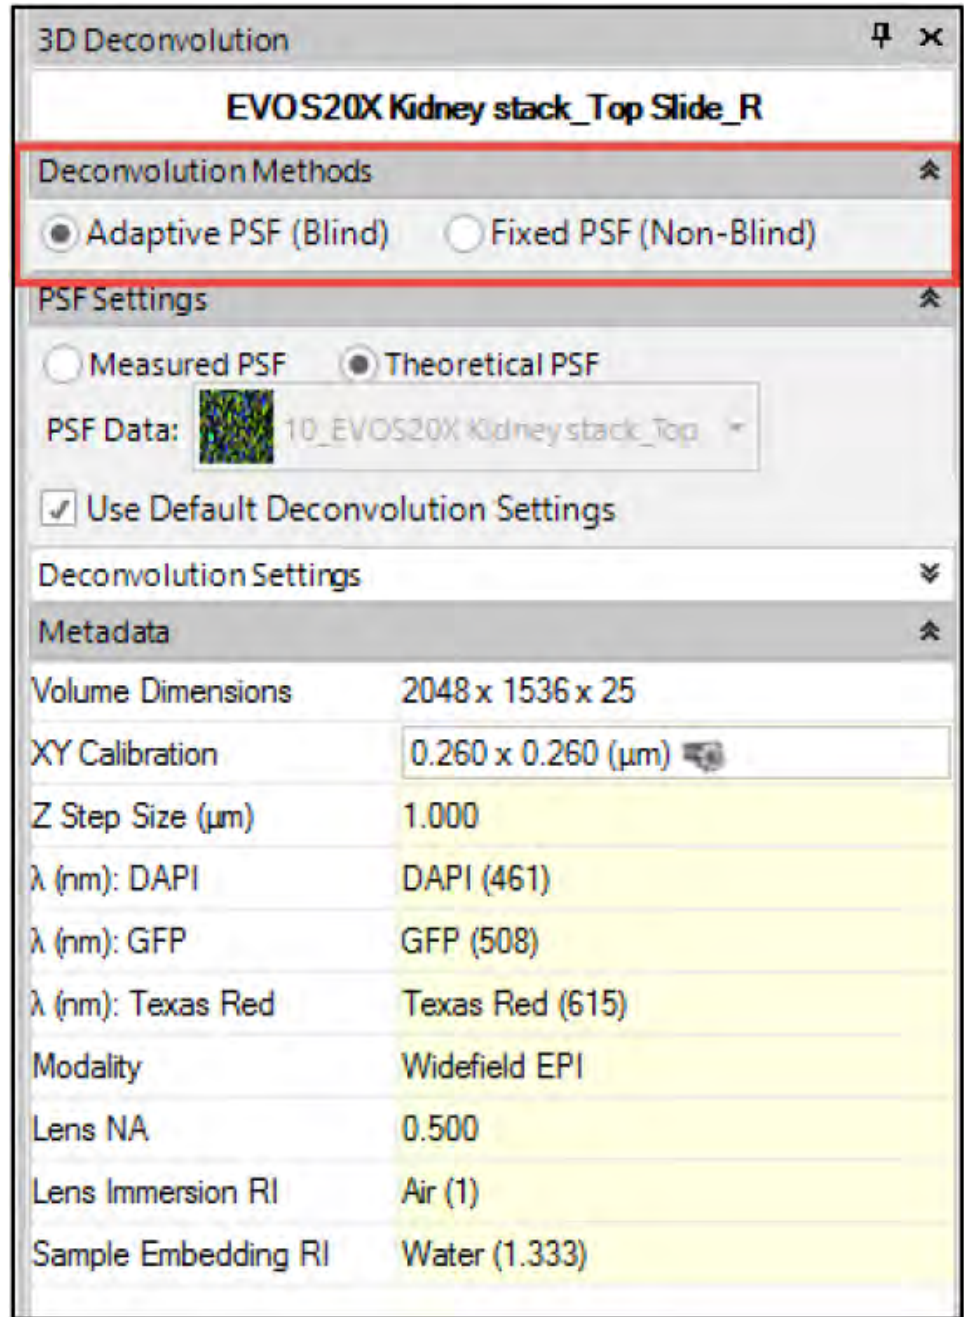 3D Deconvolution
EVOS20X Kidney stack_Top Slide_R
Deconvolution Methods
Adaptive PSF (Blind) Fixed PSF (Non-Blind)
PSF Settings
Measured PSF Theoretical PSF
PSF Data: 10_EVOS20X Kidney stack_Top
Use Default Deconvolution Settings
Deconvolution Settings
Metadata
Volume Dimensions 2048 x 1536 x 25
XY Calibration 0.260 x 0.260 (µm)
Z Step Size (µm) 1.000
λ (nm): DAPI DAPI (461)
λ (nm): GFP GFP (508)
λ (nm): Texas Red Texas Red (615)
Modality Widefield EPI
Lens NA 0.500
Lens Immersion RI Air (1)
Sample Embedding RI Water (1.333)